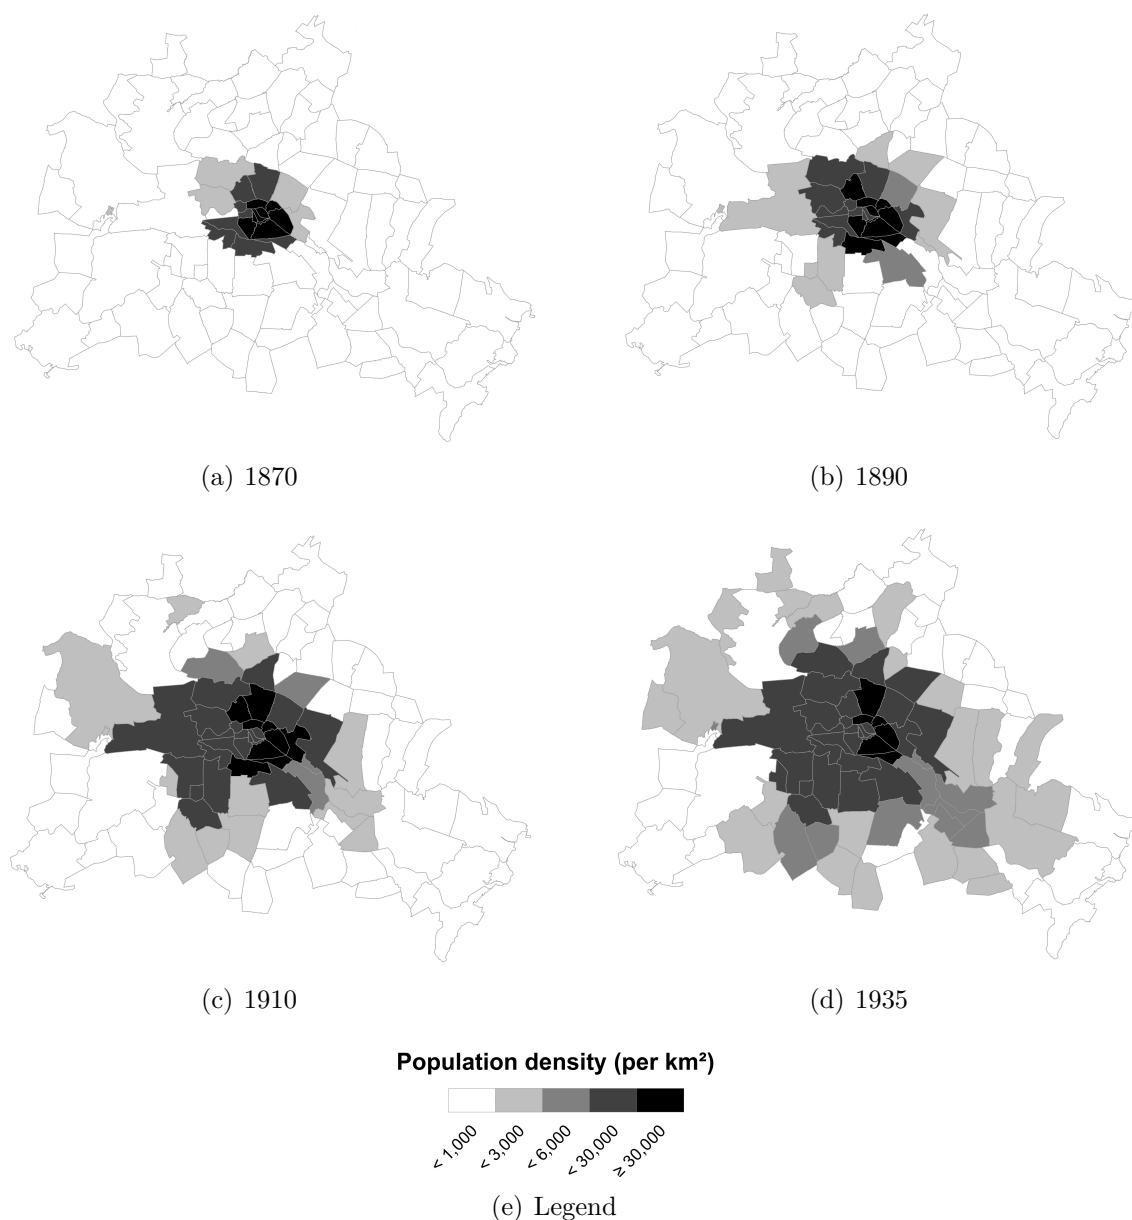 (a) 1870
(b) 1890
(c) 1910
(d) 1935
Population density (per km²)
< 1,000
< 3,000
< 6,000
< 30,000
≥ 30,000
(e) Legend